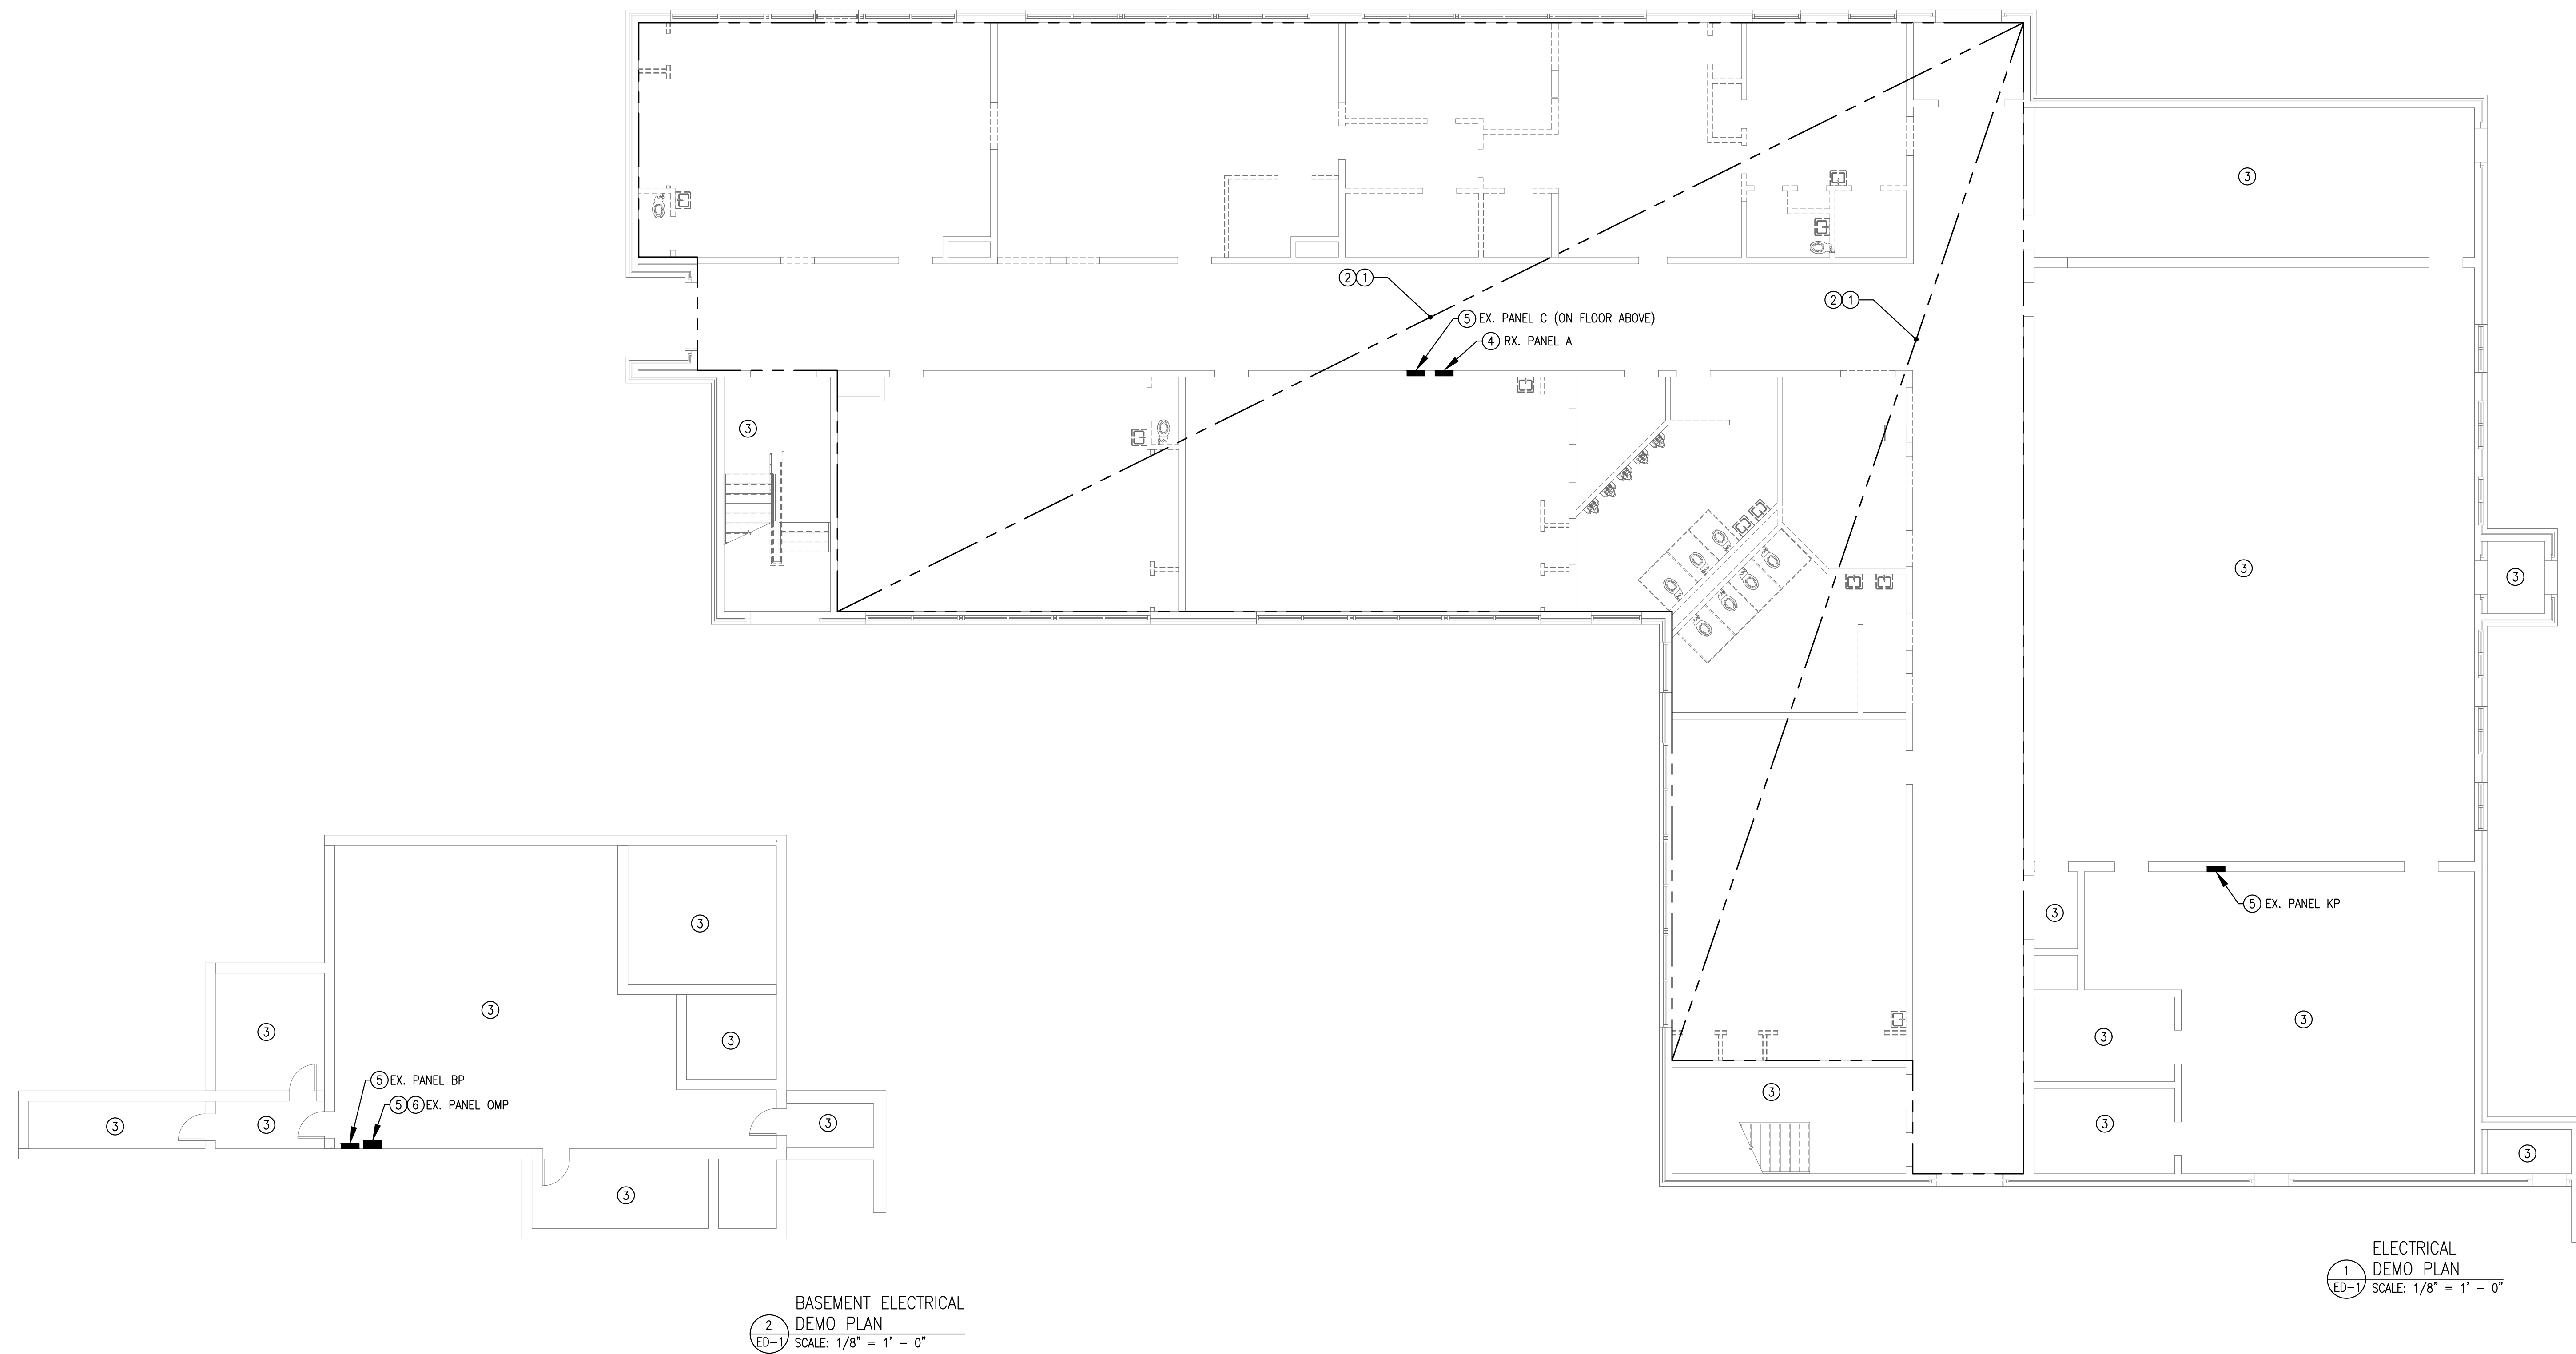 3
2 1
2 1
5 EX. PANEL C (ON FLOOR ABOVE)
4 RX. PANEL A
3
3
3
5 EX. PANEL KP
3
3
3
3
3
3
3
3
3
3
3
5 EX. PANEL BP
5 6 EX. PANEL OMP
3
3
3
3
ELECTRICAL
1 DEMO PLAN
ED-1 SCALE: 1/8" = 1' - 0"
BASEMENT ELECTRICAL
2 DEMO PLAN
ED-1 SCALE: 1/8" = 1' - 0"